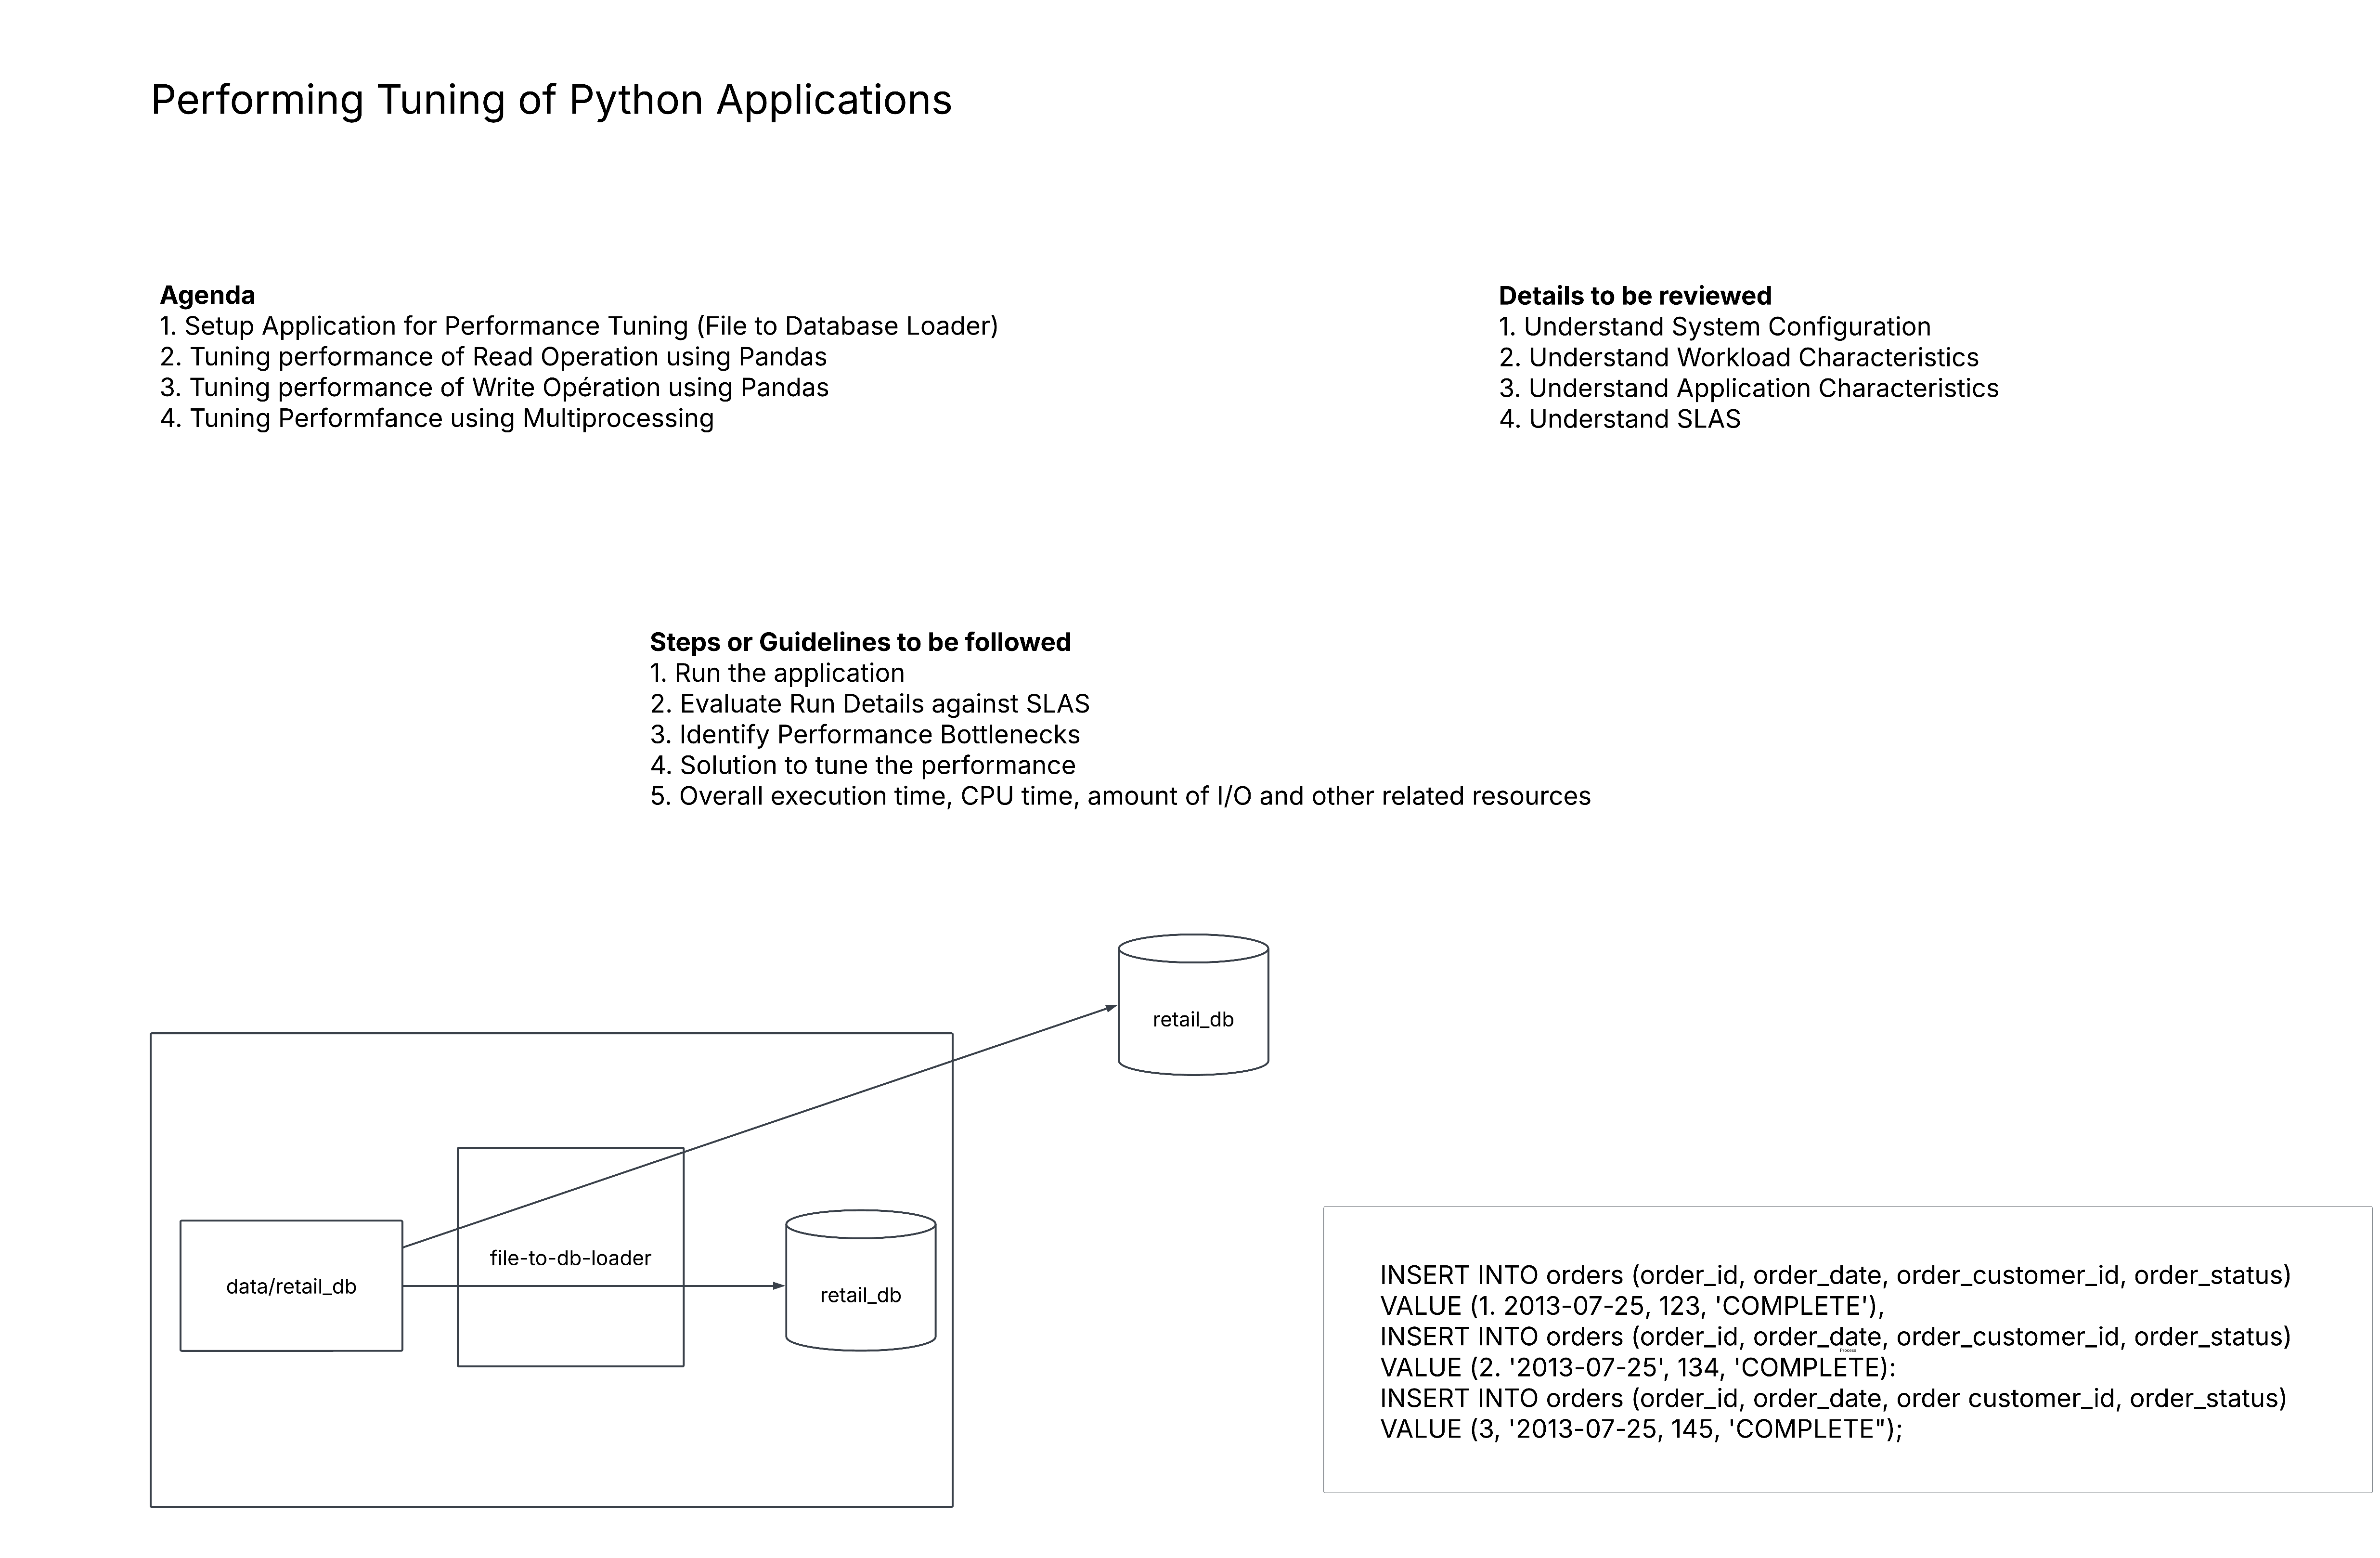 Performing Tuning of Python Applications
Agenda
1. Setup Application for Performance Tuning (File to Database Loader)
2. Tuning performance of Read Operation using Pandas
3. Tuning performance of Write Opération using Pandas
4. Tuning Performfance using Multiprocessing
Details to be reviewed
1. Understand System Configuration
2. Understand Workload Characteristics
3. Understand Application Characteristics
4. Understand SLAS
Steps or Guidelines to be followed
1. Run the application
2. Evaluate Run Details against SLAS
3. Identify Performance Bottlenecks
4. Solution to tune the performance
5. Overall execution time, CPU time, amount of I/O and other related resources
retail_db
data/retail_db
file-to-db-loader
retail_db
INSERT INTO orders (order_id, order_date, order_customer_id, order_status)
VALUE (1. 2013-07-25, 123, 'COMPLETE'),
INSERT INTO orders (order_id, order_date, order_customer_id, order_status)
Process
VALUE (2. '2013-07-25', 134, 'COMPLETE):
INSERT INTO orders (order_id, order_date, order customer_id, order_status)
VALUE (3, '2013-07-25, 145, 'COMPLETE");